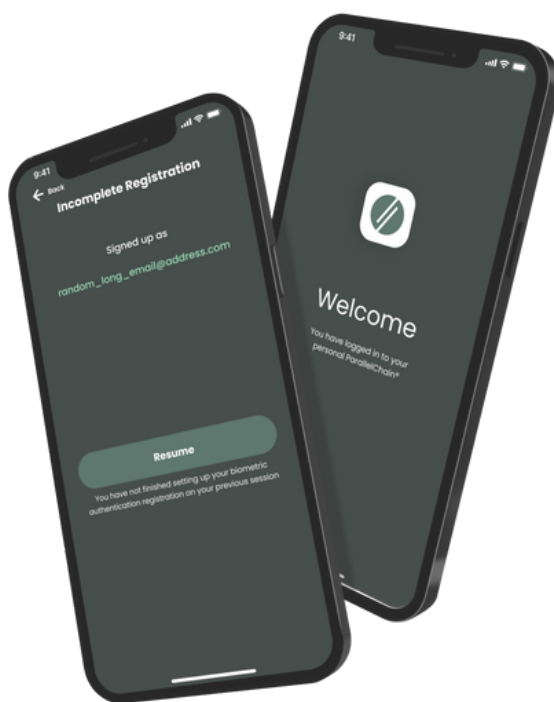 9:41
Back
Incomplete Registration
Signed up as
random_long_email@address.com
Resume
You have not finished setting up your biometric
authentication registration on your previous session
9:41
Welcome
You have logged in to your
personal ParallelChain®